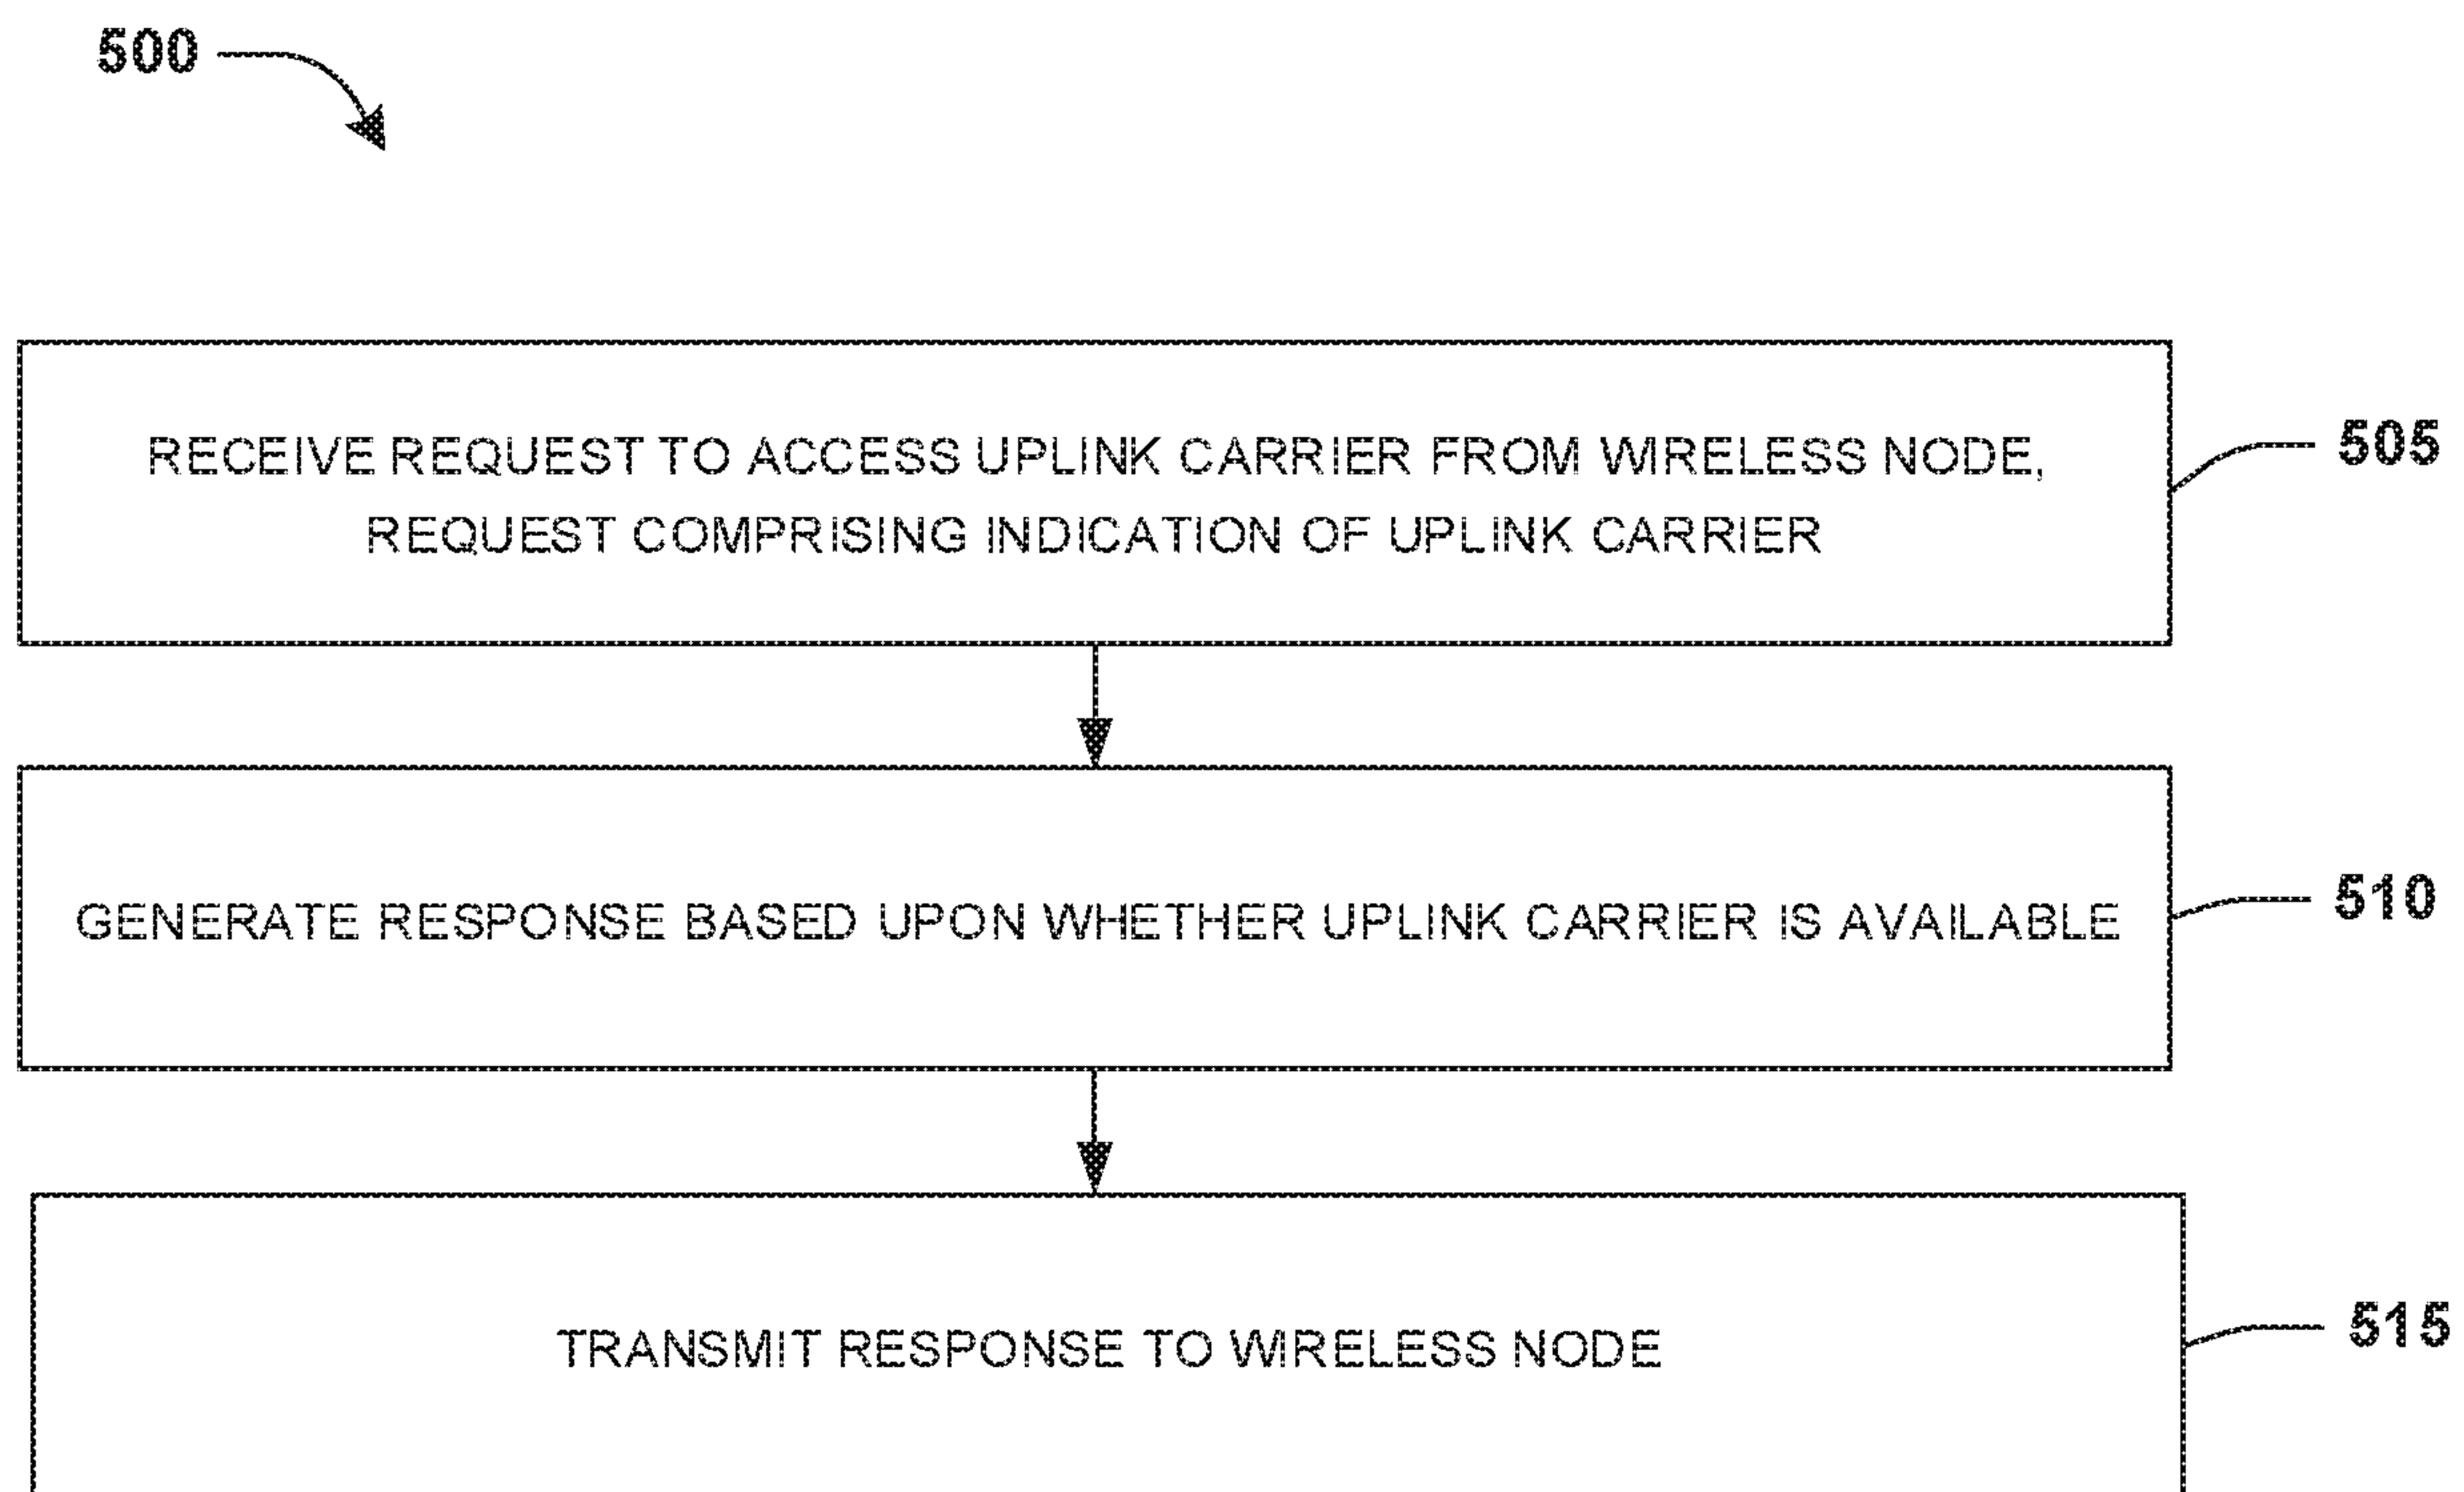 500
RECEIVE REQUEST TO ACCESS UPLINK CARRIER FROM WIRELESS NODE,
REQUEST COMPRISING INDICATION OF UPLINK CARRIER
505
GENERATE RESPONSE BASED UPON WHETHER UPLINK CARRIER IS AVAILABLE
510
TRANSMIT RESPONSE TO WIRELESS NODE
515